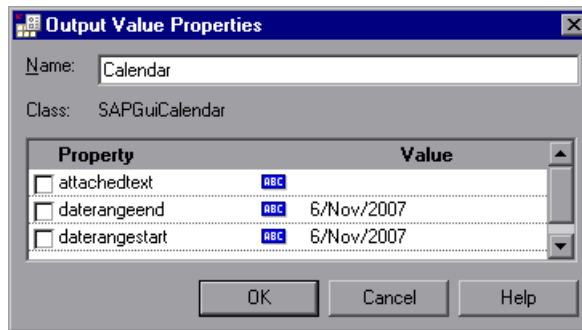 Output Value Properties
Name: Calendar
Class: SAPGuiCalendar
Property Value
attachedtext ABC
daterangeend ABC 6/Nov/2007
daterangestart ABC 6/Nov/2007
OK Cancel Help